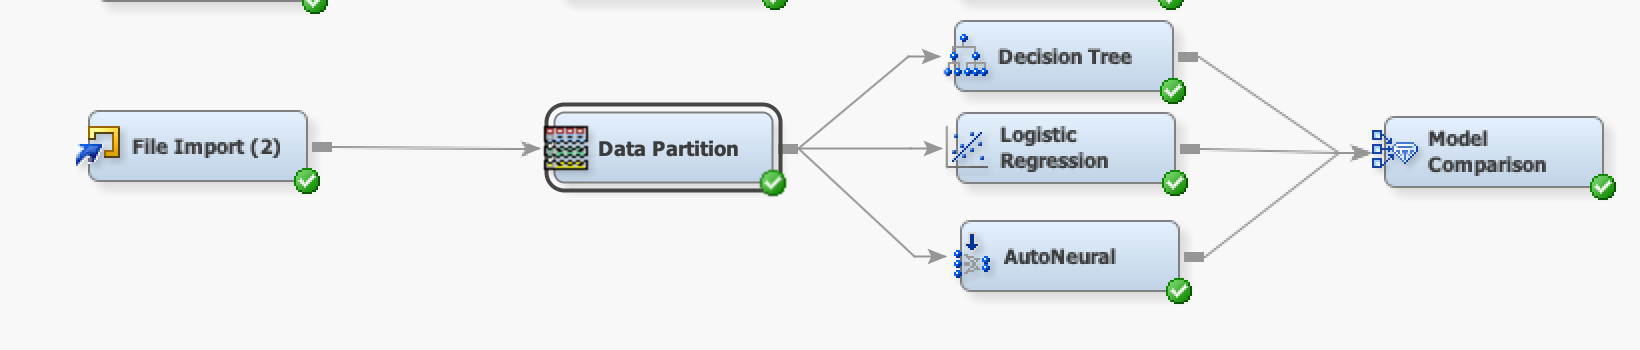 File Import (2)
Data Partition
Decision Tree
Logistic
Regression
AutoNeural
Model
Comparison